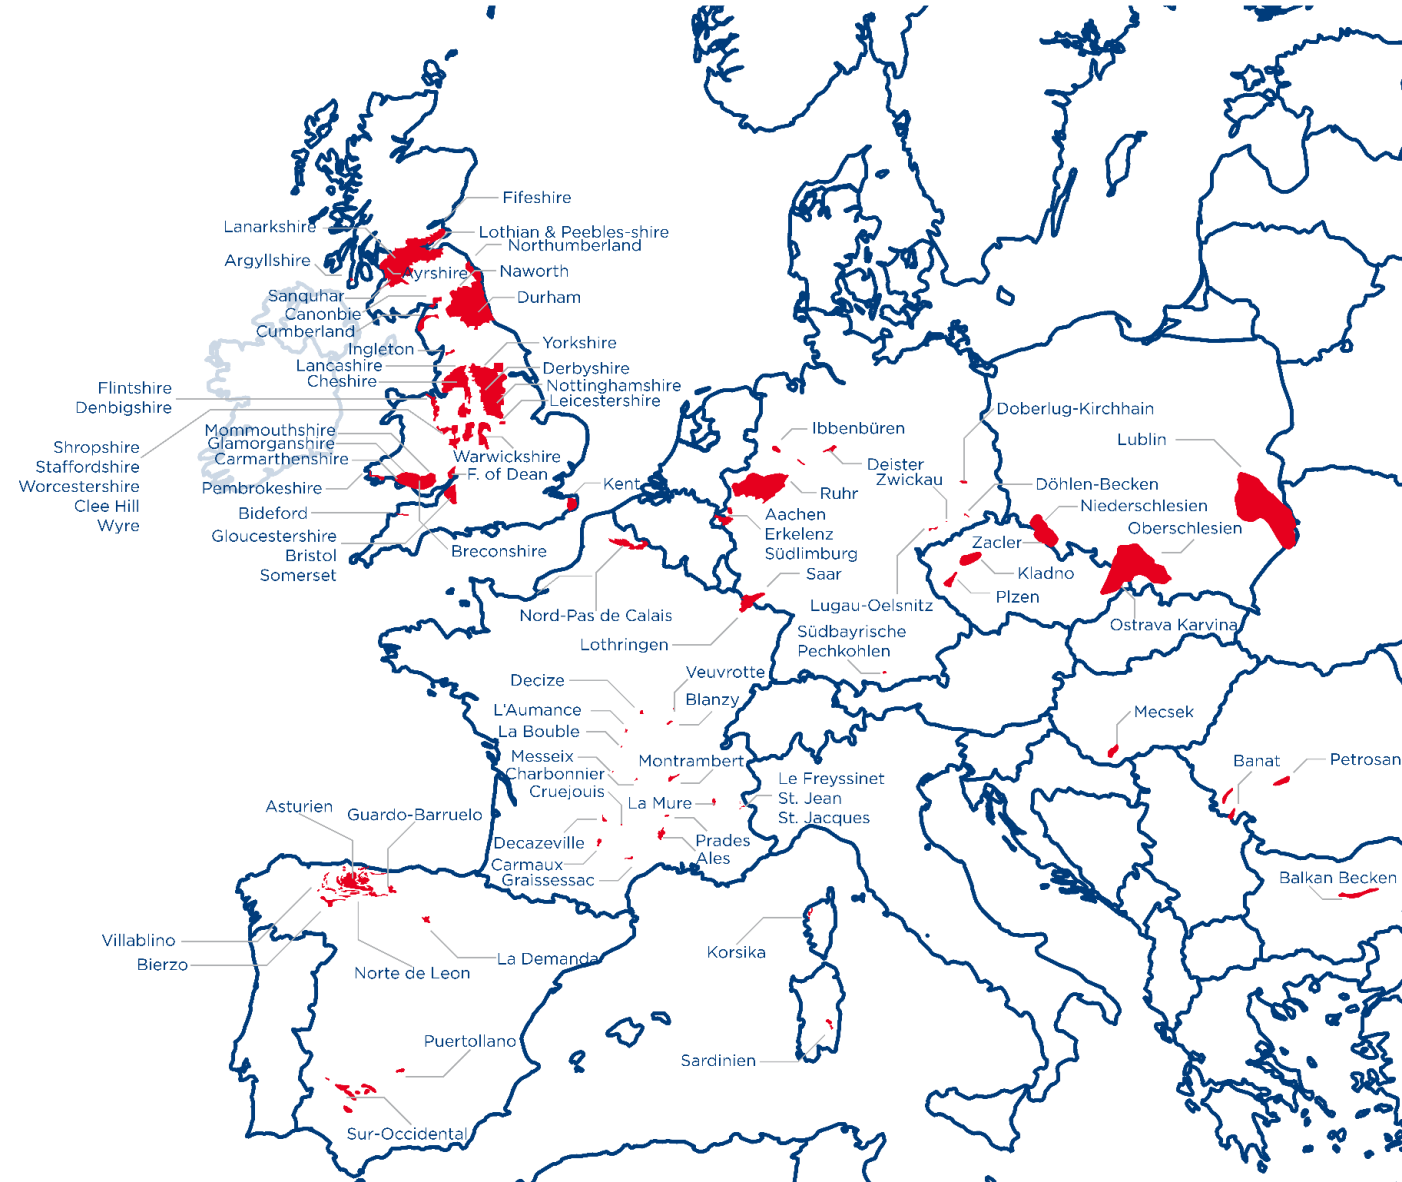 Fifeshire
Lanarkshire
Lothian & Peebles-shire
Northumberland
Argyllshire
Ayrshire
Naworth
Sanquhar
Durham
Canonbie
Cumberland
Ingleton
Yorkshire
Lancashire
Derbyshire
Cheshire
Nottinghamshire
Flintshire
Leicestershire
Denbigshire
Mommouthshire
Glamorganshire
Shropshire
Carmarthenshire
Warwickshire
Staffordshire
F. of Dean
Worcestershire
Pembrokeshire
Kent
Clee Hill
Bideford
Wyre
Gloucestershire
Bristol
Breconshire
Somerset
Doberlug-Kirchhain
Ibbenbüren
Lublin
Deister
Zwickau
Döhlen-Becken
Ruhr
Niederschlesien
Aachen
Oberschlesien
Erkelenz
Zacler
Südlimburg
Saar
Kladno
Plzen
Lugau-Oelsnitz
Nord-Pas de Calais
Ostrava Karvina
Südbayrische
Lothringen
Pechkohlen
Veuvrotte
Decize
Blanzy
L'Aumance
Mecsek
La Bouble
Messeix
Montrambert
Banat
Petrosan
Charbonnier
Le Freyssinet
Cruejouis
St. Jean
La Mure
Asturien
Guardo-Barruelo
St. Jacques
Decazeville
Prades
Carmaux
Ales
Graissessac
Balkan Becken
Villablino
Korsika
La Demanda
Bierzo
Norte de Leon
Puertollano
Sardinien
Sur-Occidental